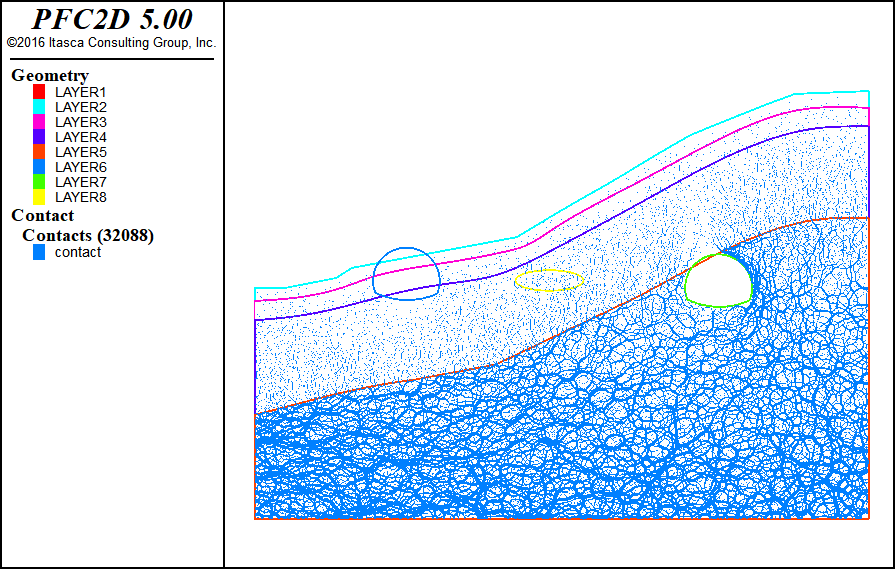 PFC2D 5.00
©2016 Itasca Consulting Group, Inc.
Geometry
LAYER1
LAYER2
LAYER3
LAYER4
LAYER5
LAYER6
LAYER7
LAYER8
Contact
Contacts (32088)
contact